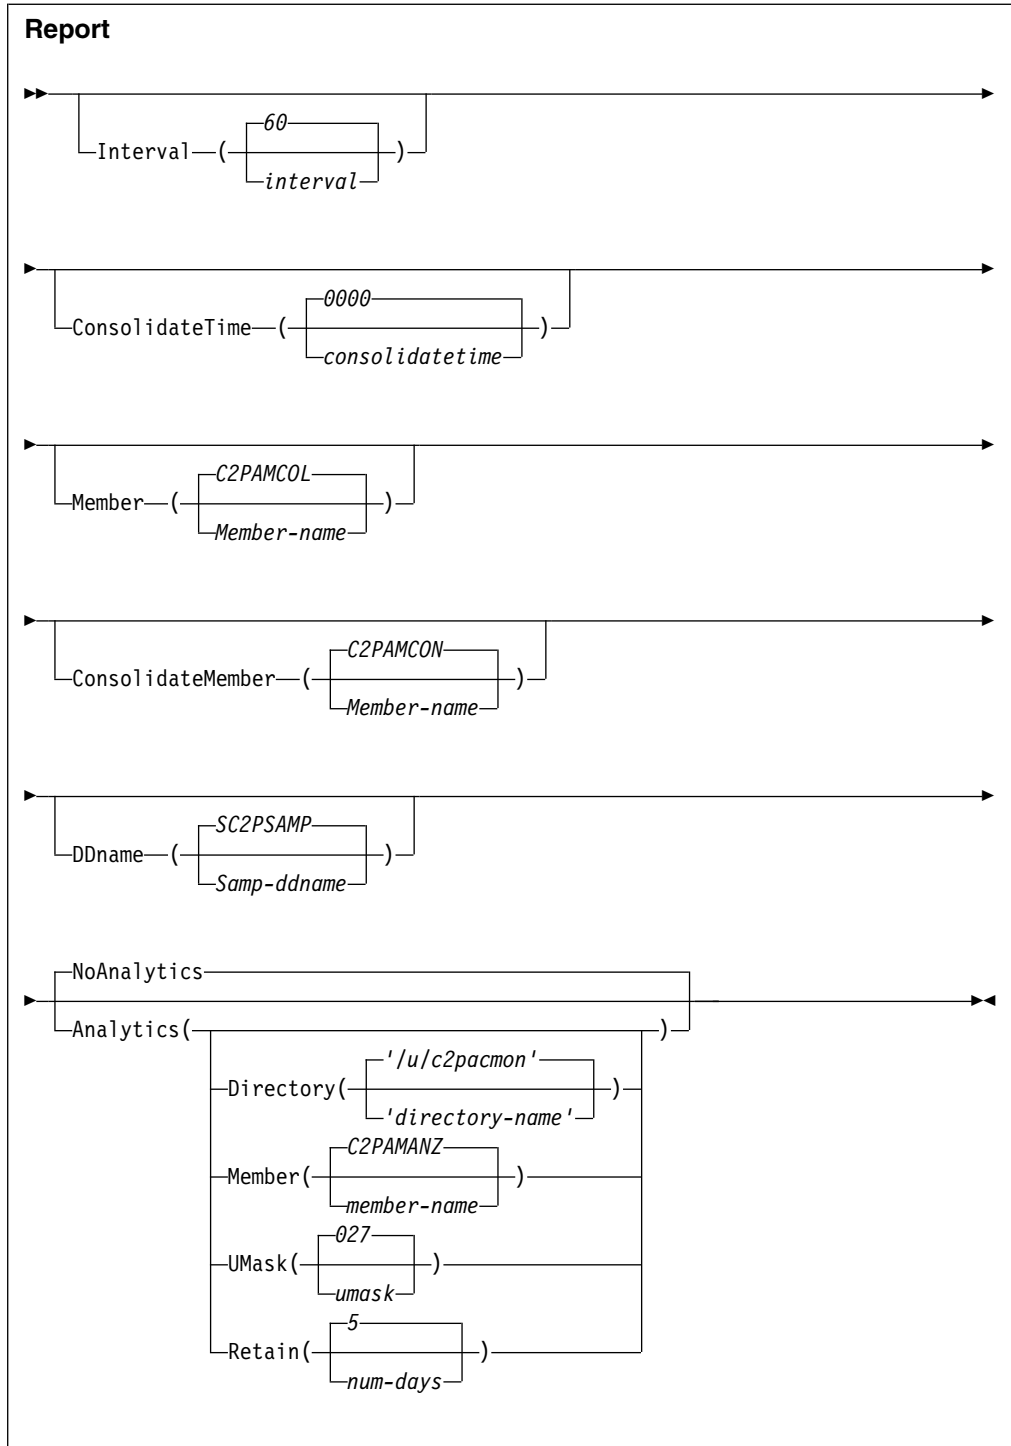 Report
60
Interval ( )
interval
0000
ConsolidateTime ( )
consolidatetime
C2PAMCOL
Member ( )
Member-name
C2PAMCON
ConsolidateMember ( )
Member-name
SC2PSAMP
DDname ( )
Samp-ddname
NoAnalytics
Analytics( )
'/u/c2pacmon'
Directory( )
'directory-name'
C2PAMANZ
Member( )
member-name
027
UMask( )
umask
5
Retain( )
num-days